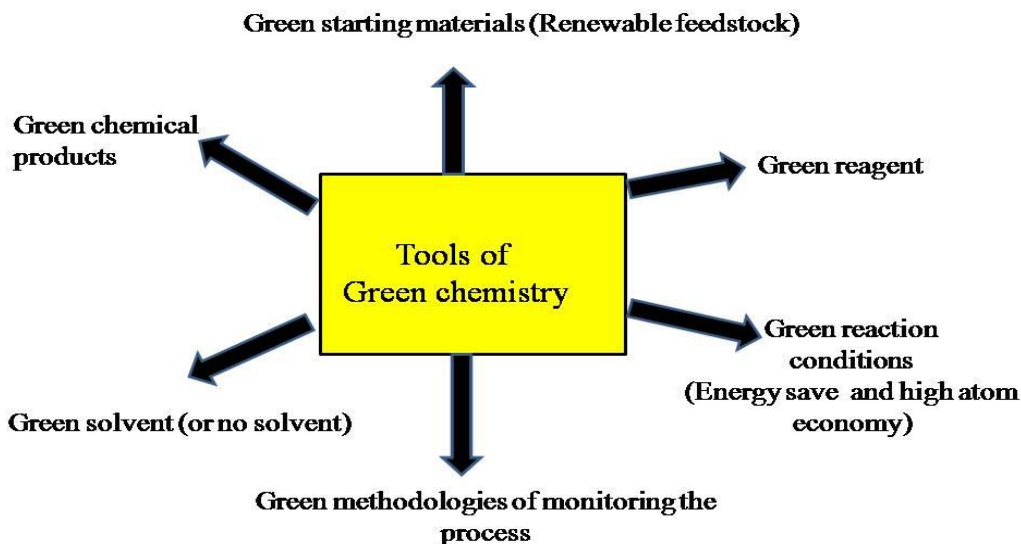 Green starting materials (Renewable feedstock)
Green chemical
products
Green reagent
Tools of
Green chemistry
Green reaction
conditions
(Energy save and high atom
economy)
Green solvent (or no solvent)
Green methodologies of monitoring the
process